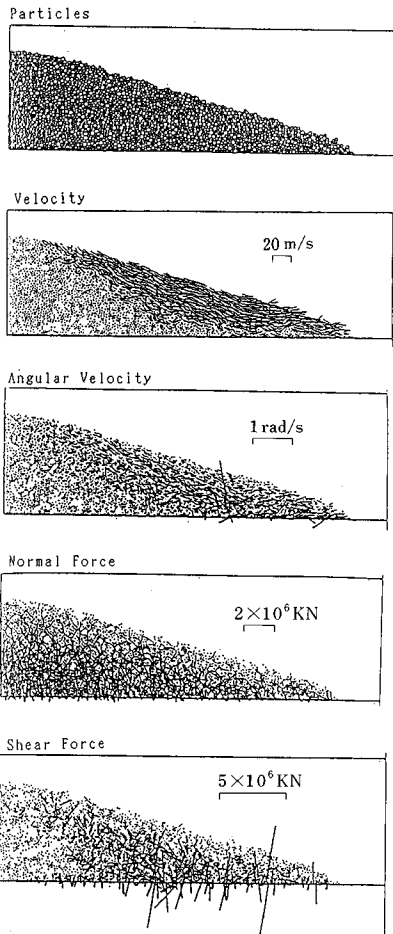 Particles
Velocity
20 m/s
Angular Velocity
1 rad/s
Normal Force
2×10⁶KN
Shear Force
5×10⁶KN